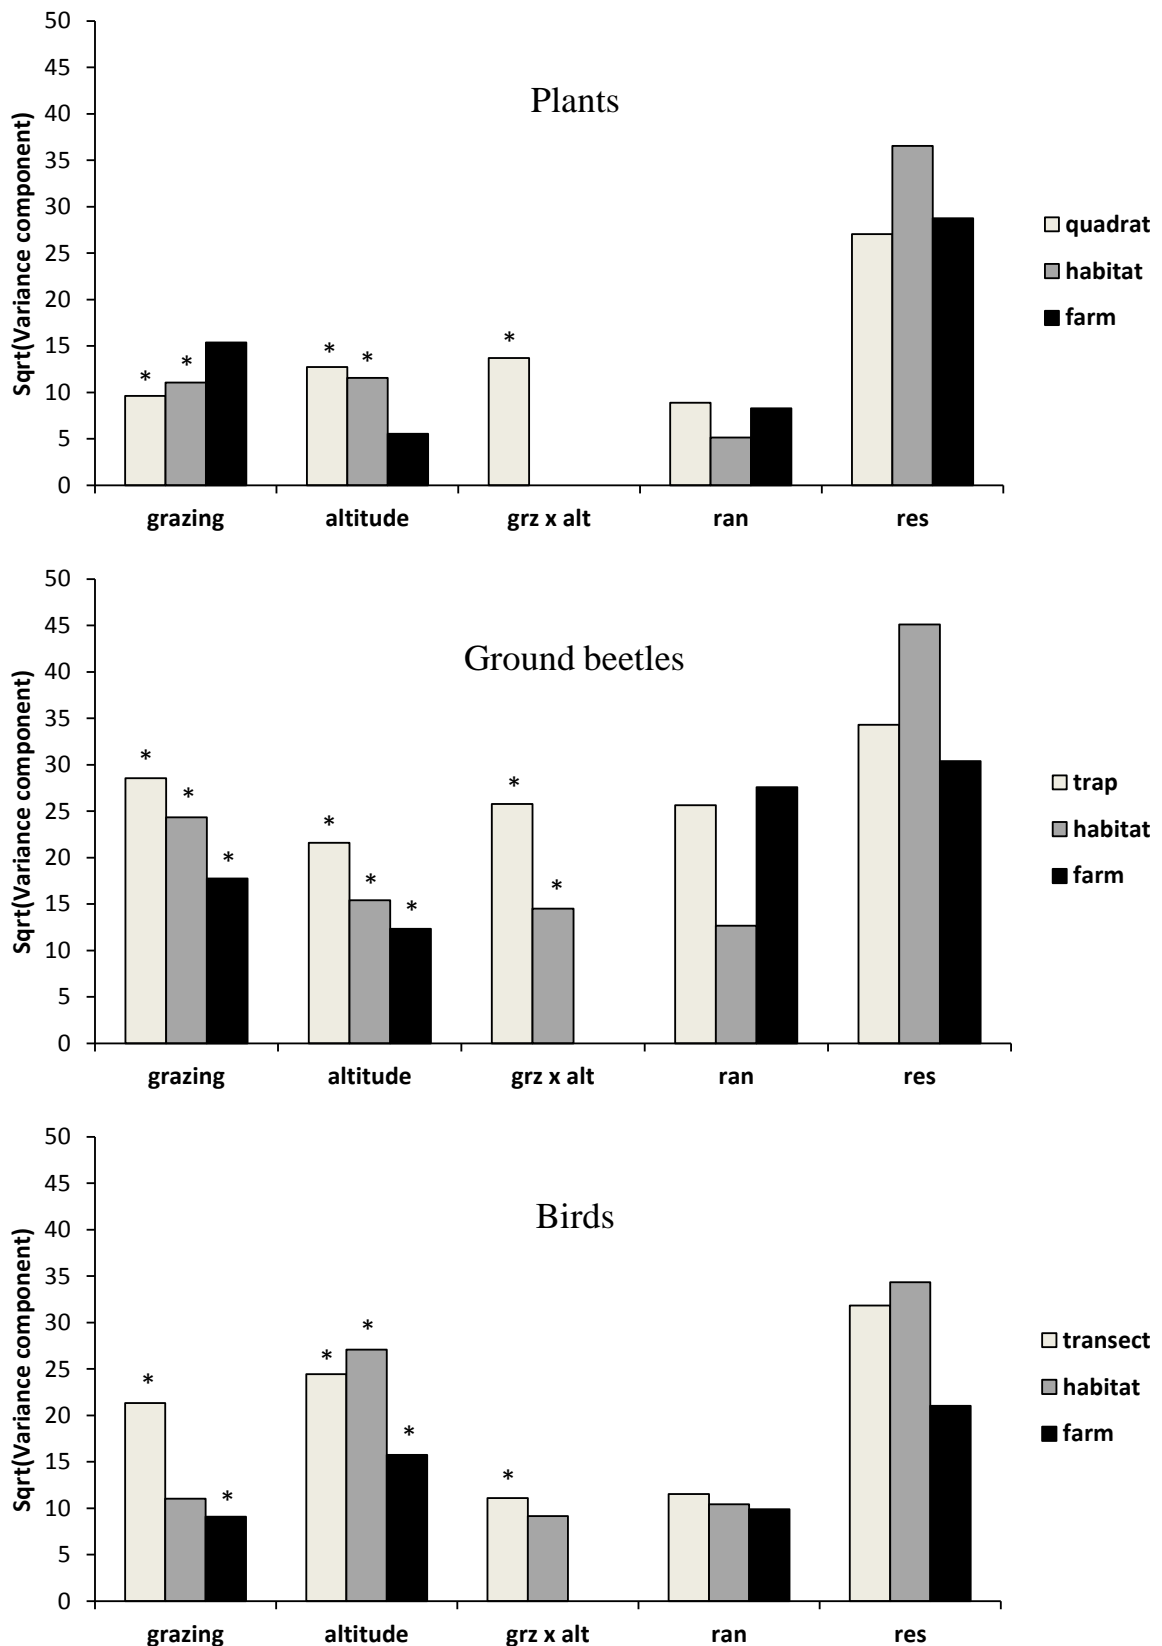 Plants
Sqrt(Variance component)
50
45
40
35
30
25
20
15
10
5
0
* * * * *
grazing altitude grz x alt ran res
quadrat
habitat
farm
Ground beetles
Sqrt(Variance component)
50
45
40
35
30
25
20
15
10
5
0
* * * * * * * *
grazing altitude grz x alt ran res
trap
habitat
farm
Birds
Sqrt(Variance component)
50
45
40
35
30
25
20
15
10
5
0
* * * * * *
grazing altitude grz x alt ran res
transect
habitat
farm